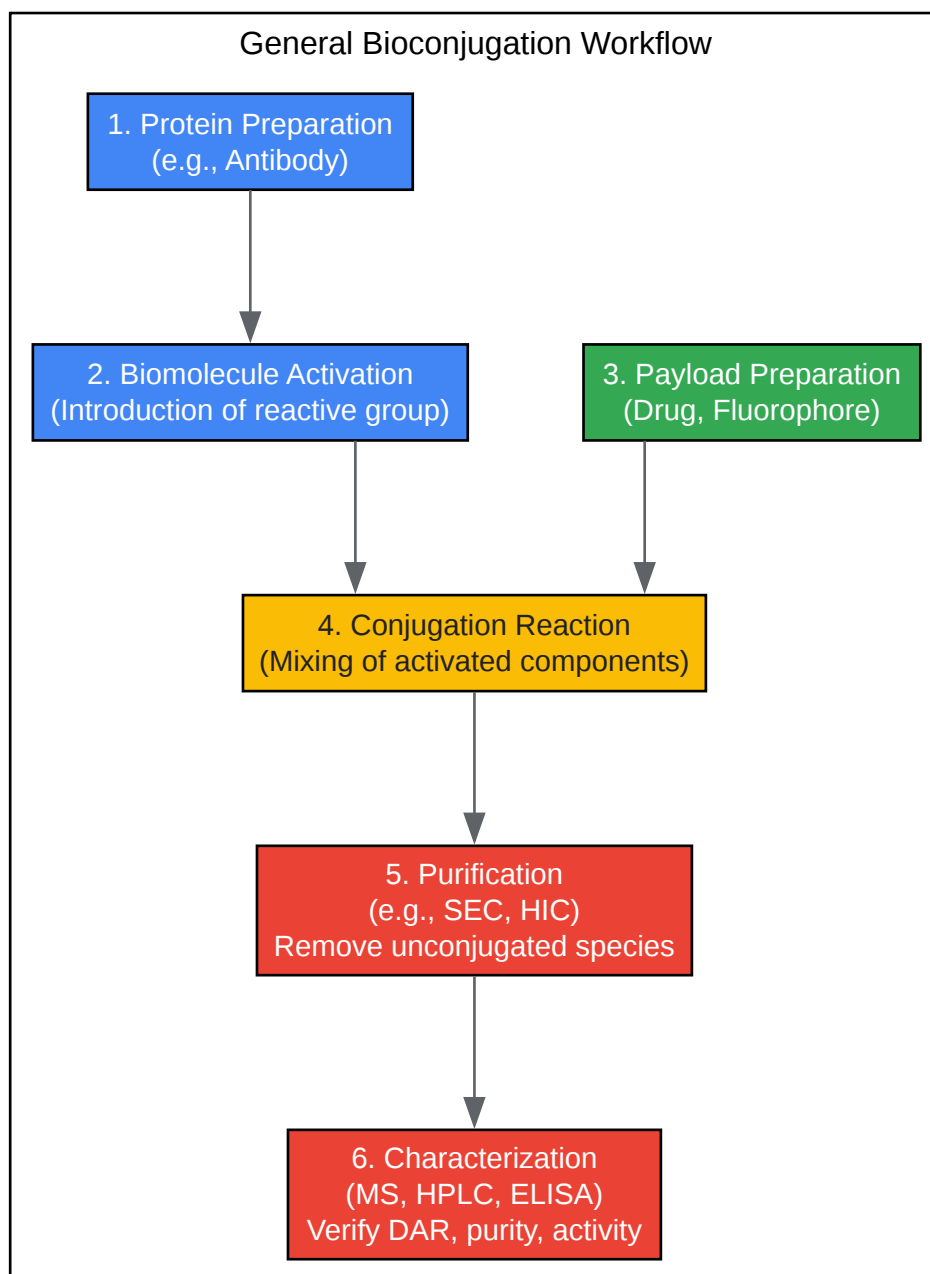 General Bioconjugation Workflow
1. Protein Preparation
(e.g., Antibody)
2. Biomolecule Activation
(Introduction of reactive group)
3. Payload Preparation
(Drug, Fluorophore)
4. Conjugation Reaction
(Mixing of activated components)
5. Purification
(e.g., SEC, HIC)
Remove unconjugated species
6. Characterization
(MS, HPLC, ELISA)
Verify DAR, purity, activity